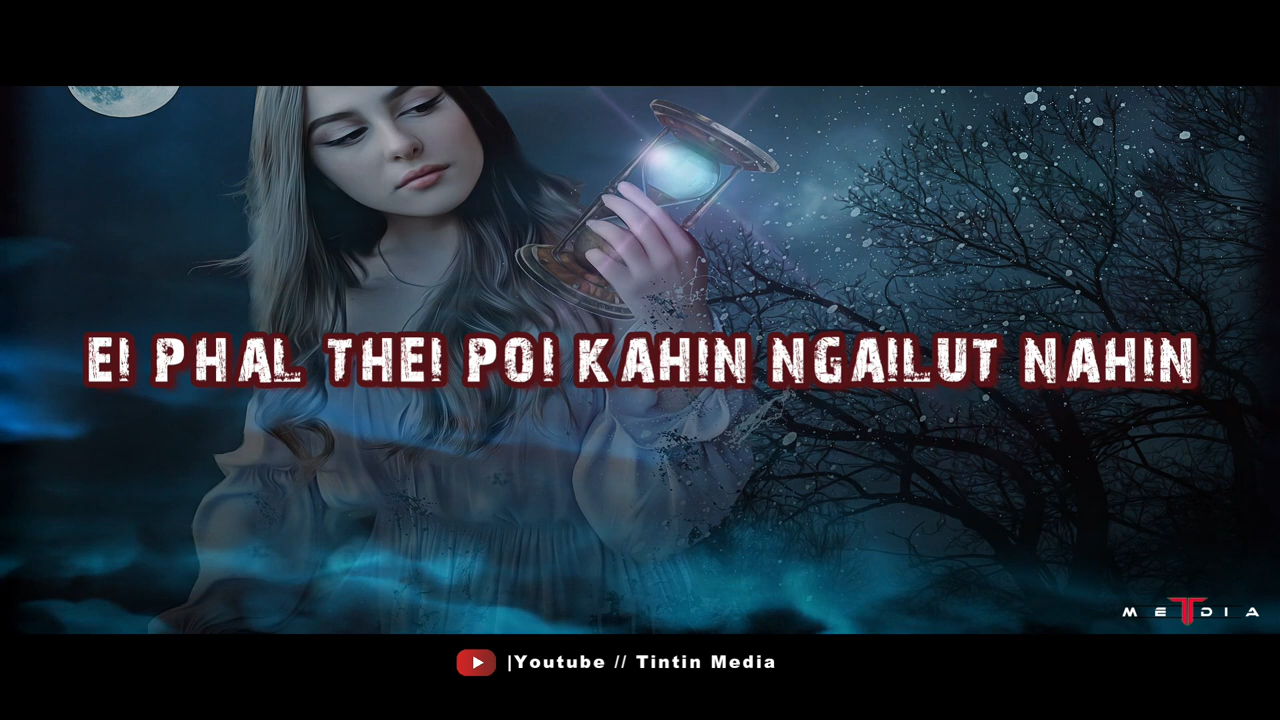 EI PHAL THEI POI KAHIN NGAILUT NAHIN
METDIA
|Youtube // Tintin Media